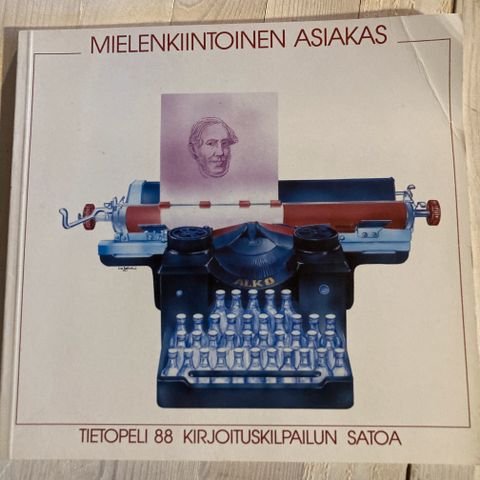 MIELENKIINTOINEN ASIAKAS
ALKO
TIETOPELI 88 KIRJOITUSKILPAILUN SATOA